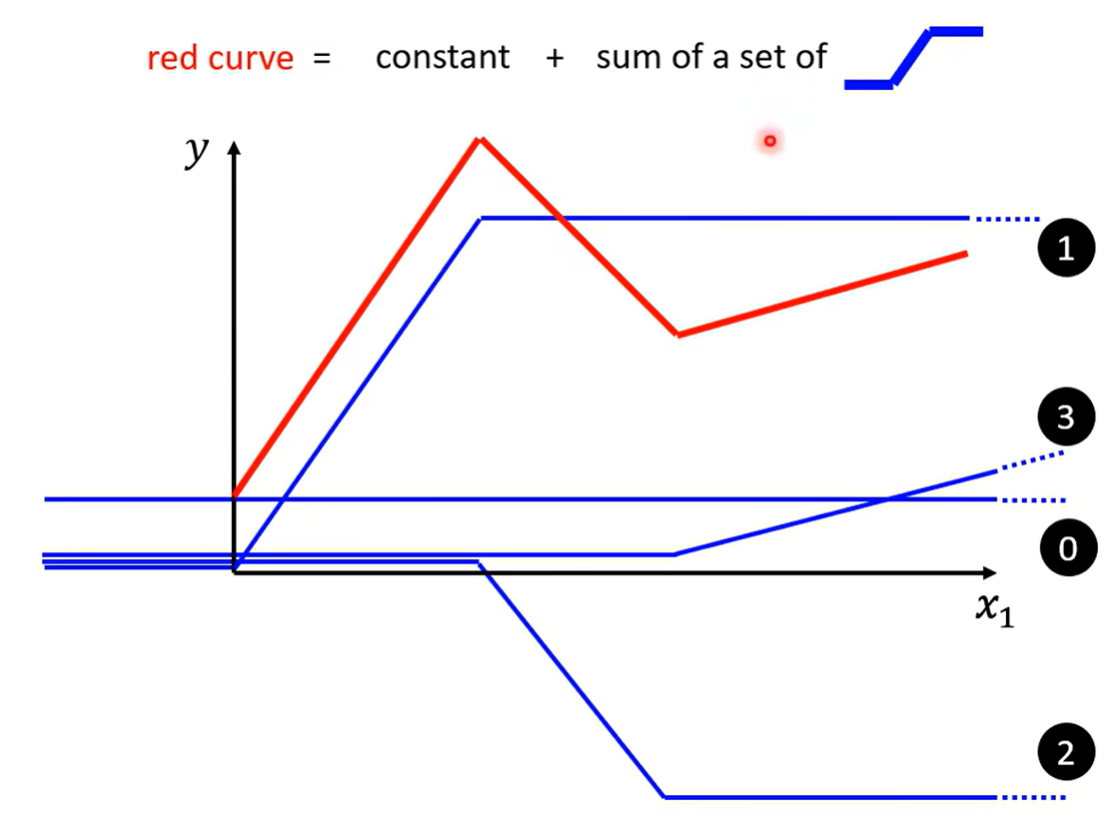 red curve = constant + sum of a set of
y
1
3
0
x₁
2